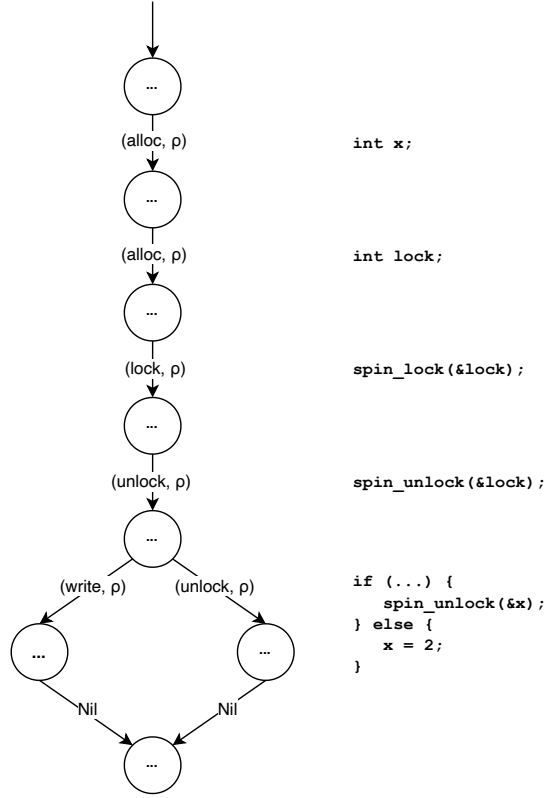 ...
(alloc, ρ) int x;
...
(alloc, ρ) int lock;
...
(lock, ρ) spin_lock(&lock);
...
(unlock, ρ) spin_unlock(&lock);
...
(write, ρ) (unlock, ρ)
if (...) {
spin_unlock(&x);
} else {
x = 2;
}
... ...
Nil Nil
...